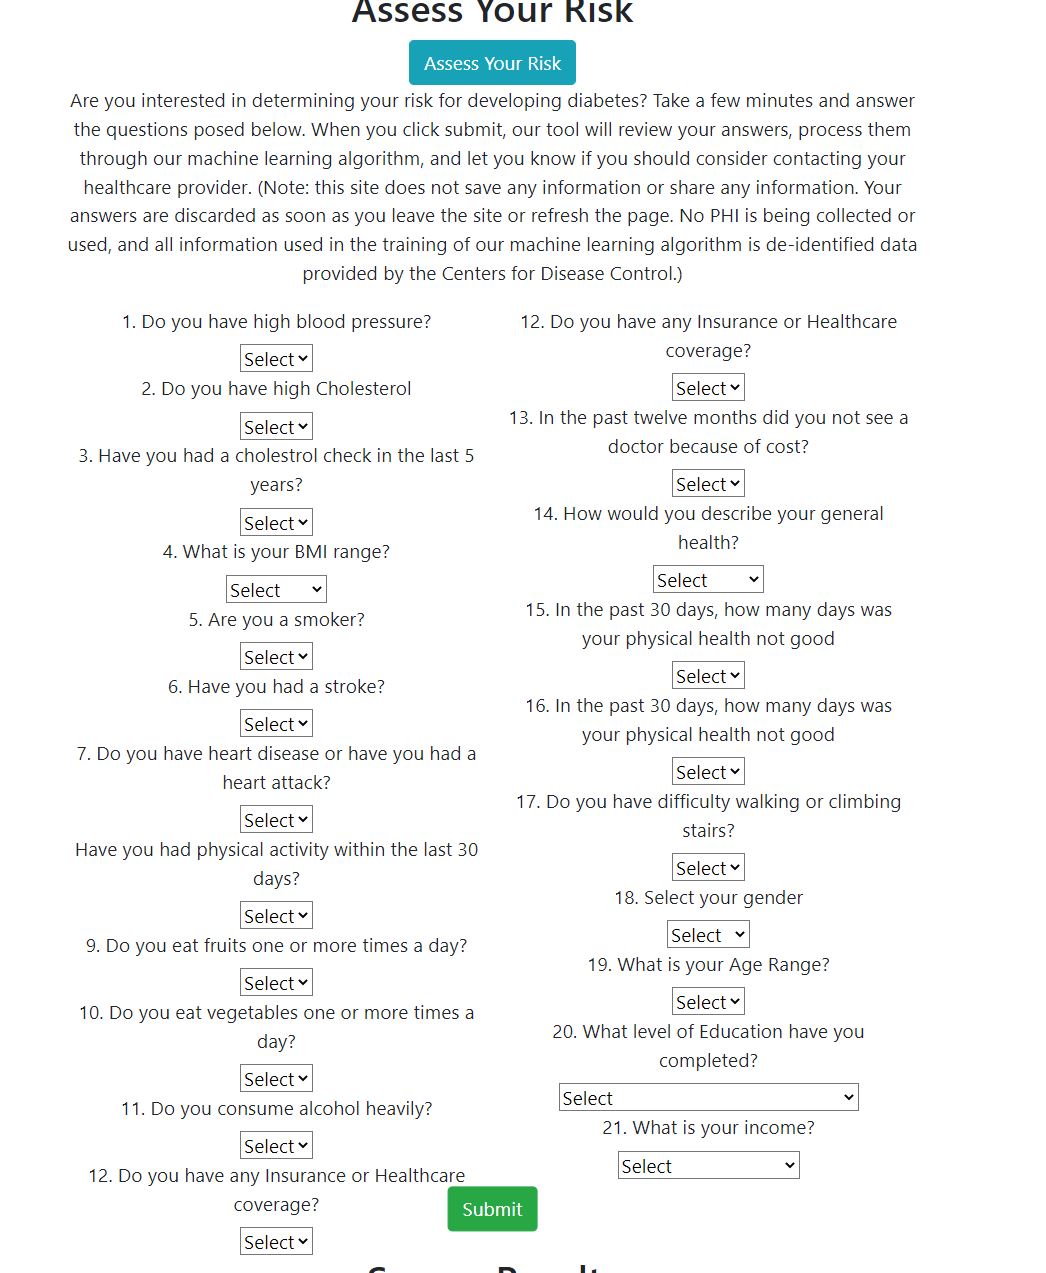 Assess Your Risk
Assess Your Risk
Are you interested in determining your risk for developing diabetes? Take a few minutes and answer
the questions posed below. When you click submit, our tool will review your answers, process them
through our machine learning algorithm, and let you know if you should consider contacting your
healthcare provider. (Note: this site does not save any information or share any information. Your
answers are discarded as soon as you leave the site or refresh the page. No PHI is being collected or
used, and all information used in the training of our machine learning algorithm is de-identified data
provided by the Centers for Disease Control.)
1. Do you have high blood pressure?
Select
2. Do you have high Cholesterol
Select
3. Have you had a cholestrol check in the last 5
years?
Select
4. What is your BMI range?
Select
5. Are you a smoker?
Select
6. Have you had a stroke?
Select
7. Do you have heart disease or have you had a
heart attack?
Select
Have you had physical activity within the last 30
days?
Select
9. Do you eat fruits one or more times a day?
Select
10. Do you eat vegetables one or more times a
day?
Select
11. Do you consume alcohol heavily?
Select
12. Do you have any Insurance or Healthcare
coverage?
Select
12. Do you have any Insurance or Healthcare
coverage?
Select
13. In the past twelve months did you not see a
doctor because of cost?
Select
14. How would you describe your general
health?
Select
15. In the past 30 days, how many days was
your physical health not good
Select
16. In the past 30 days, how many days was
your physical health not good
Select
17. Do you have difficulty walking or climbing
stairs?
Select
18. Select your gender
Select
19. What is your Age Range?
Select
20. What level of Education have you
completed?
Select
21. What is your income?
Select
Submit